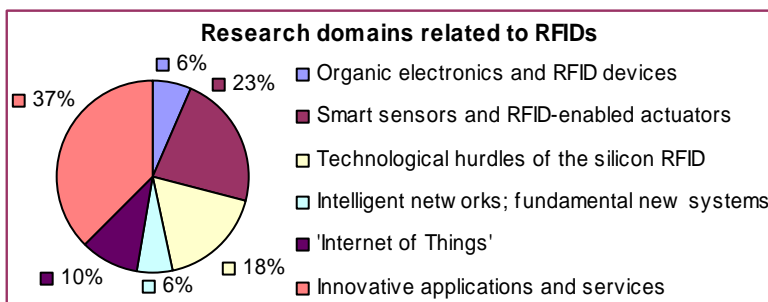 Research domains related to RFIDs
6%
23%
37%
18%
6%
10%
Organic electronics and RFID devices
Smart sensors and RFID-enabled actuators
Technological hurdles of the silicon RFID
Intelligent netw orks; fundamental new systems
'Internet of Things'
Innovative applications and services